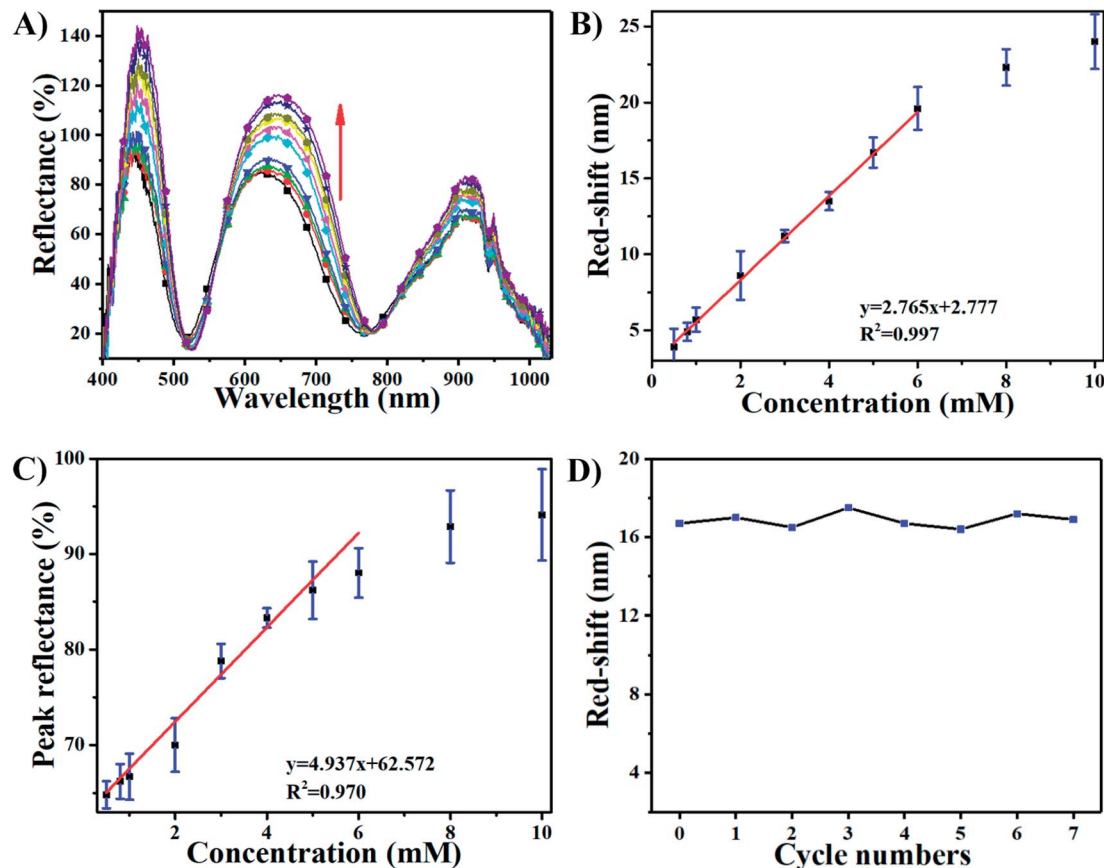 A)
140
120
100
80
60
40
20
Reflectance (%)
400 500 600 700 800 900 1000
Wavelength (nm)
B)
25
20
15
10
5
Red-shift (nm)
y=2.765x+2.777
R²=0.997
0 2 4 6 8 10
Concentration (mM)
C)
100
90
80
70
Peak reflectance (%)
y=4.937x+62.572
R²=0.970
2 4 6 8 10
Concentration (mM)
D)
20
16
12
8
4
Red-shift (nm)
0 1 2 3 4 5 6 7
Cycle numbers